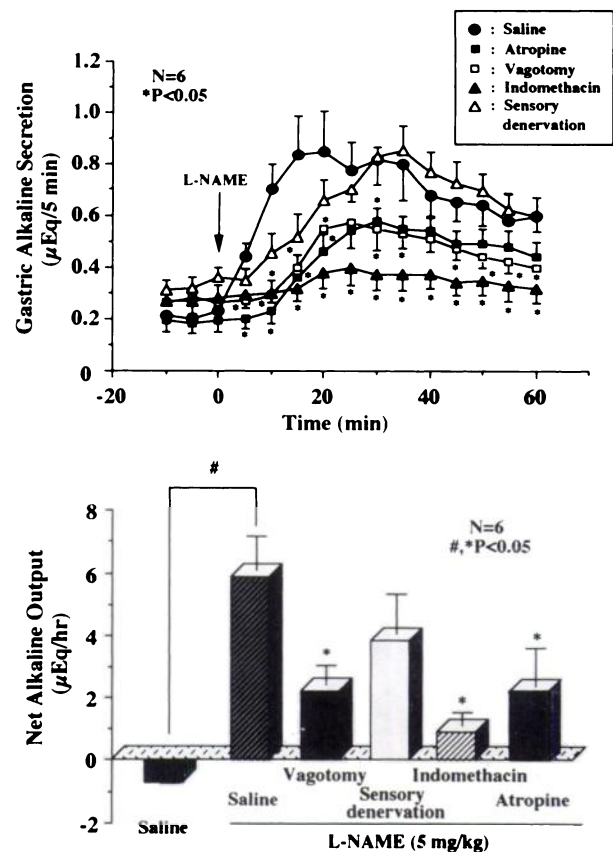 : Saline
: Atropine
: Vagotomy
: Indomethacin
: Sensory
denervation
N=6
*P<0.05
L-NAME
Gastric Alkaline Secretion
(μEq/5 min)
1.2
1.0
0.8
0.6
0.4
0.2
0
-20
0
20
40
60
Time (min)
#
N=6
#,*P<0.05
Net Alkaline Output
(μEq/hr)
8
6
4
2
0
-2
Saline
Saline
Vagotomy
Sensory
denervation
Indomethacin
Atropine
L-NAME (5 mg/kg)